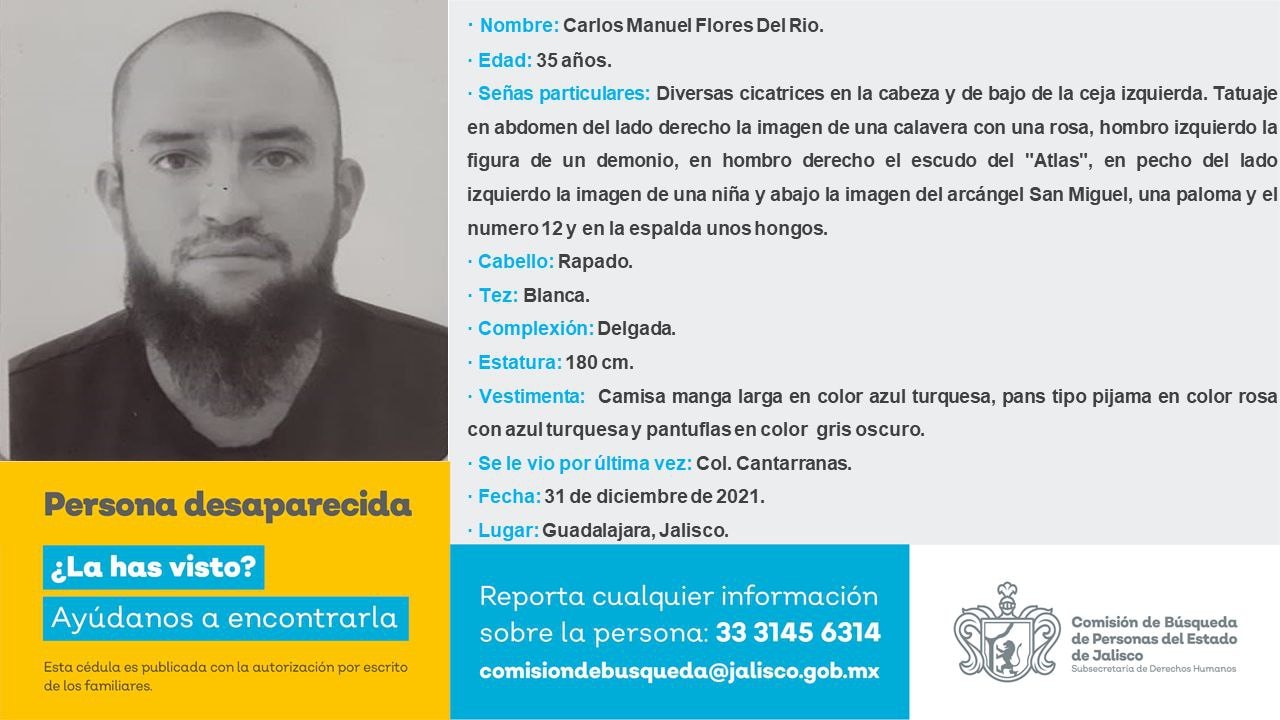 · Nombre: Carlos Manuel Flores Del Rio.
· Edad: 35 años.
· Señas particulares: Diversas cicatrices en la cabeza y de bajo de la ceja izquierda. Tatuaje
en abdomen del lado derecho la imagen de una calavera con una rosa, hombro izquierdo la
figura de un demonio, en hombro derecho el escudo del "Atlas", en pecho del lado
izquierdo la imagen de una niña y abajo la imagen del arcángel San Miguel, una paloma y el
numero 12 y en la espalda unos hongos.
· Cabello: Rapado.
· Tez: Blanca.
· Complexión: Delgada.
· Estatura: 180 cm.
· Vestimenta: Camisa manga larga en color azul turquesa, pans tipo pijama en color rosa
con azul turquesa y pantuflas en color gris oscuro.
· Se le vio por última vez: Col. Cantarranas.
· Fecha: 31 de diciembre de 2021.
· Lugar: Guadalajara, Jalisco.
Persona desaparecida
¿La has visto?
Ayúdanos a encontrarla
Esta cédula es publicada con la autorización por escrito
de los familiares.
Reporta cualquier información
sobre la persona: 33 3145 6314
comisiondebusqueda@jalisco.gob.mx
Comisión de Búsqueda
de Personas del Estado
de Jalisco
Subsecretaría de Derechos Humanos